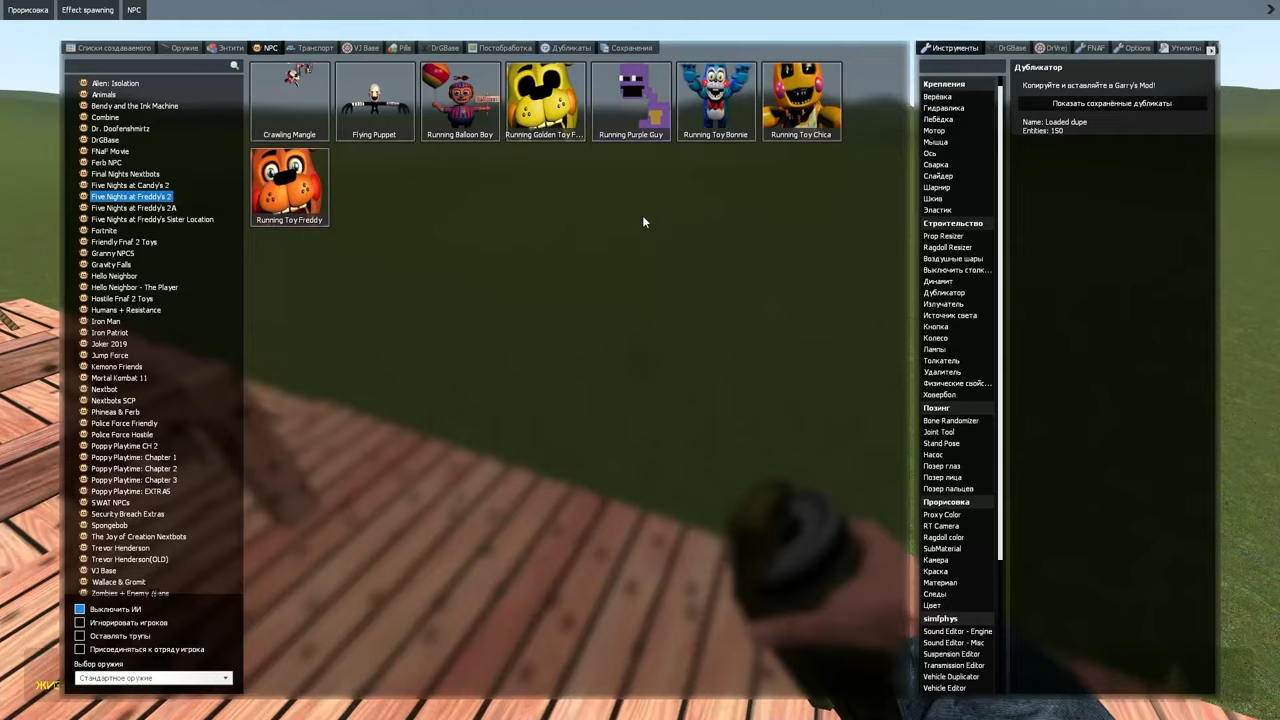 Прорисовка
Effect spawning
NPC
Списки создаваемого
Оружие
Энтити
NPC
Транспорт
VJ Base
Pills
DrGBase
Постобработка
Дубликаты
Сохранения
Alien: Isolation
Animals
Bendy and the Ink Machine
Combine
Dr. Doofenshmirtz
DrGBase
FNaF Movie
Ferb NPC
Final Nights Nextbots
Five Nights at Candy's 2
Five Nights at Freddy's 2
Five Nights at Freddy's 2A
Five Nights at Freddy's Sister Location
Fortnite
Friendly Fnaf 2 Toys
Granny NPCS
Gravity Falls
Hello Neighbor
Hello Neighbor - The Player
Hostile Fnaf 2 Toys
Humans + Resistance
Iron Man
Iron Patriot
Joker 2019
Jump Force
Kemono Friends
Mortal Kombat 11
Nextbot
Nextbots SCP
Phineas & Ferb
Police Force Friendly
Police Force Hostile
Poppy Playtime CH 2
Poppy Playtime: Chapter 1
Poppy Playtime: Chapter 2
Poppy Playtime: Chapter 3
Poppy Playtime: EXTRAS
SWAT NPCs
Security Breach Extras
Spongebob
The Joy of Creation Nextbots
Trevor Henderson
Trevor Henderson(OLD)
VJ Base
Wallace & Gromit
Zombies + Enemy Aliens
Выключить ИИ
Игнорировать игроков
Оставлять трупы
Присоединяться к отряду игрока
Выбор оружия
Стандартное оружие
Crawling Mangle
Flying Puppet
Running Balloon Boy
Running Golden Toy F...
Running Purple Guy
Running Toy Bonnie
Running Toy Chica
Running Toy Freddy
Инструменты
DrGBase
DrVrej
FNAF
Options
Утилиты
Крепления
Верёвка
Гидравлика
Лебёдка
Мотор
Мышца
Ось
Сварка
Слайдер
Шарнир
Шкив
Эластик
Строительство
Prop Resizer
Ragdoll Resizer
Воздушные шары
Выключить столк...
Динамит
Дубликатор
Излучатель
Источник света
Кнопка
Колесо
Лампы
Толкатель
Удалитель
Физические свойс...
Ховербол
Позинг
Bone Randomizer
Joint Tool
Stand Pose
Насос
Позер глаз
Позер лица
Позер пальцев
Прорисовка
Proxy Color
RT Camera
Ragdoll color
SubMaterial
Камера
Краска
Материал
Следы
Цвет
simfphys
Sound Editor - Engine
Sound Editor - Misc
Suspension Editor
Transmission Editor
Vehicle Duplicator
Vehicle Editor
Дубликатор
Копируйте и вставляйте в Garry's Mod!
Показать сохранённые дубликаты
Name: Loaded dupe
Entities: 150